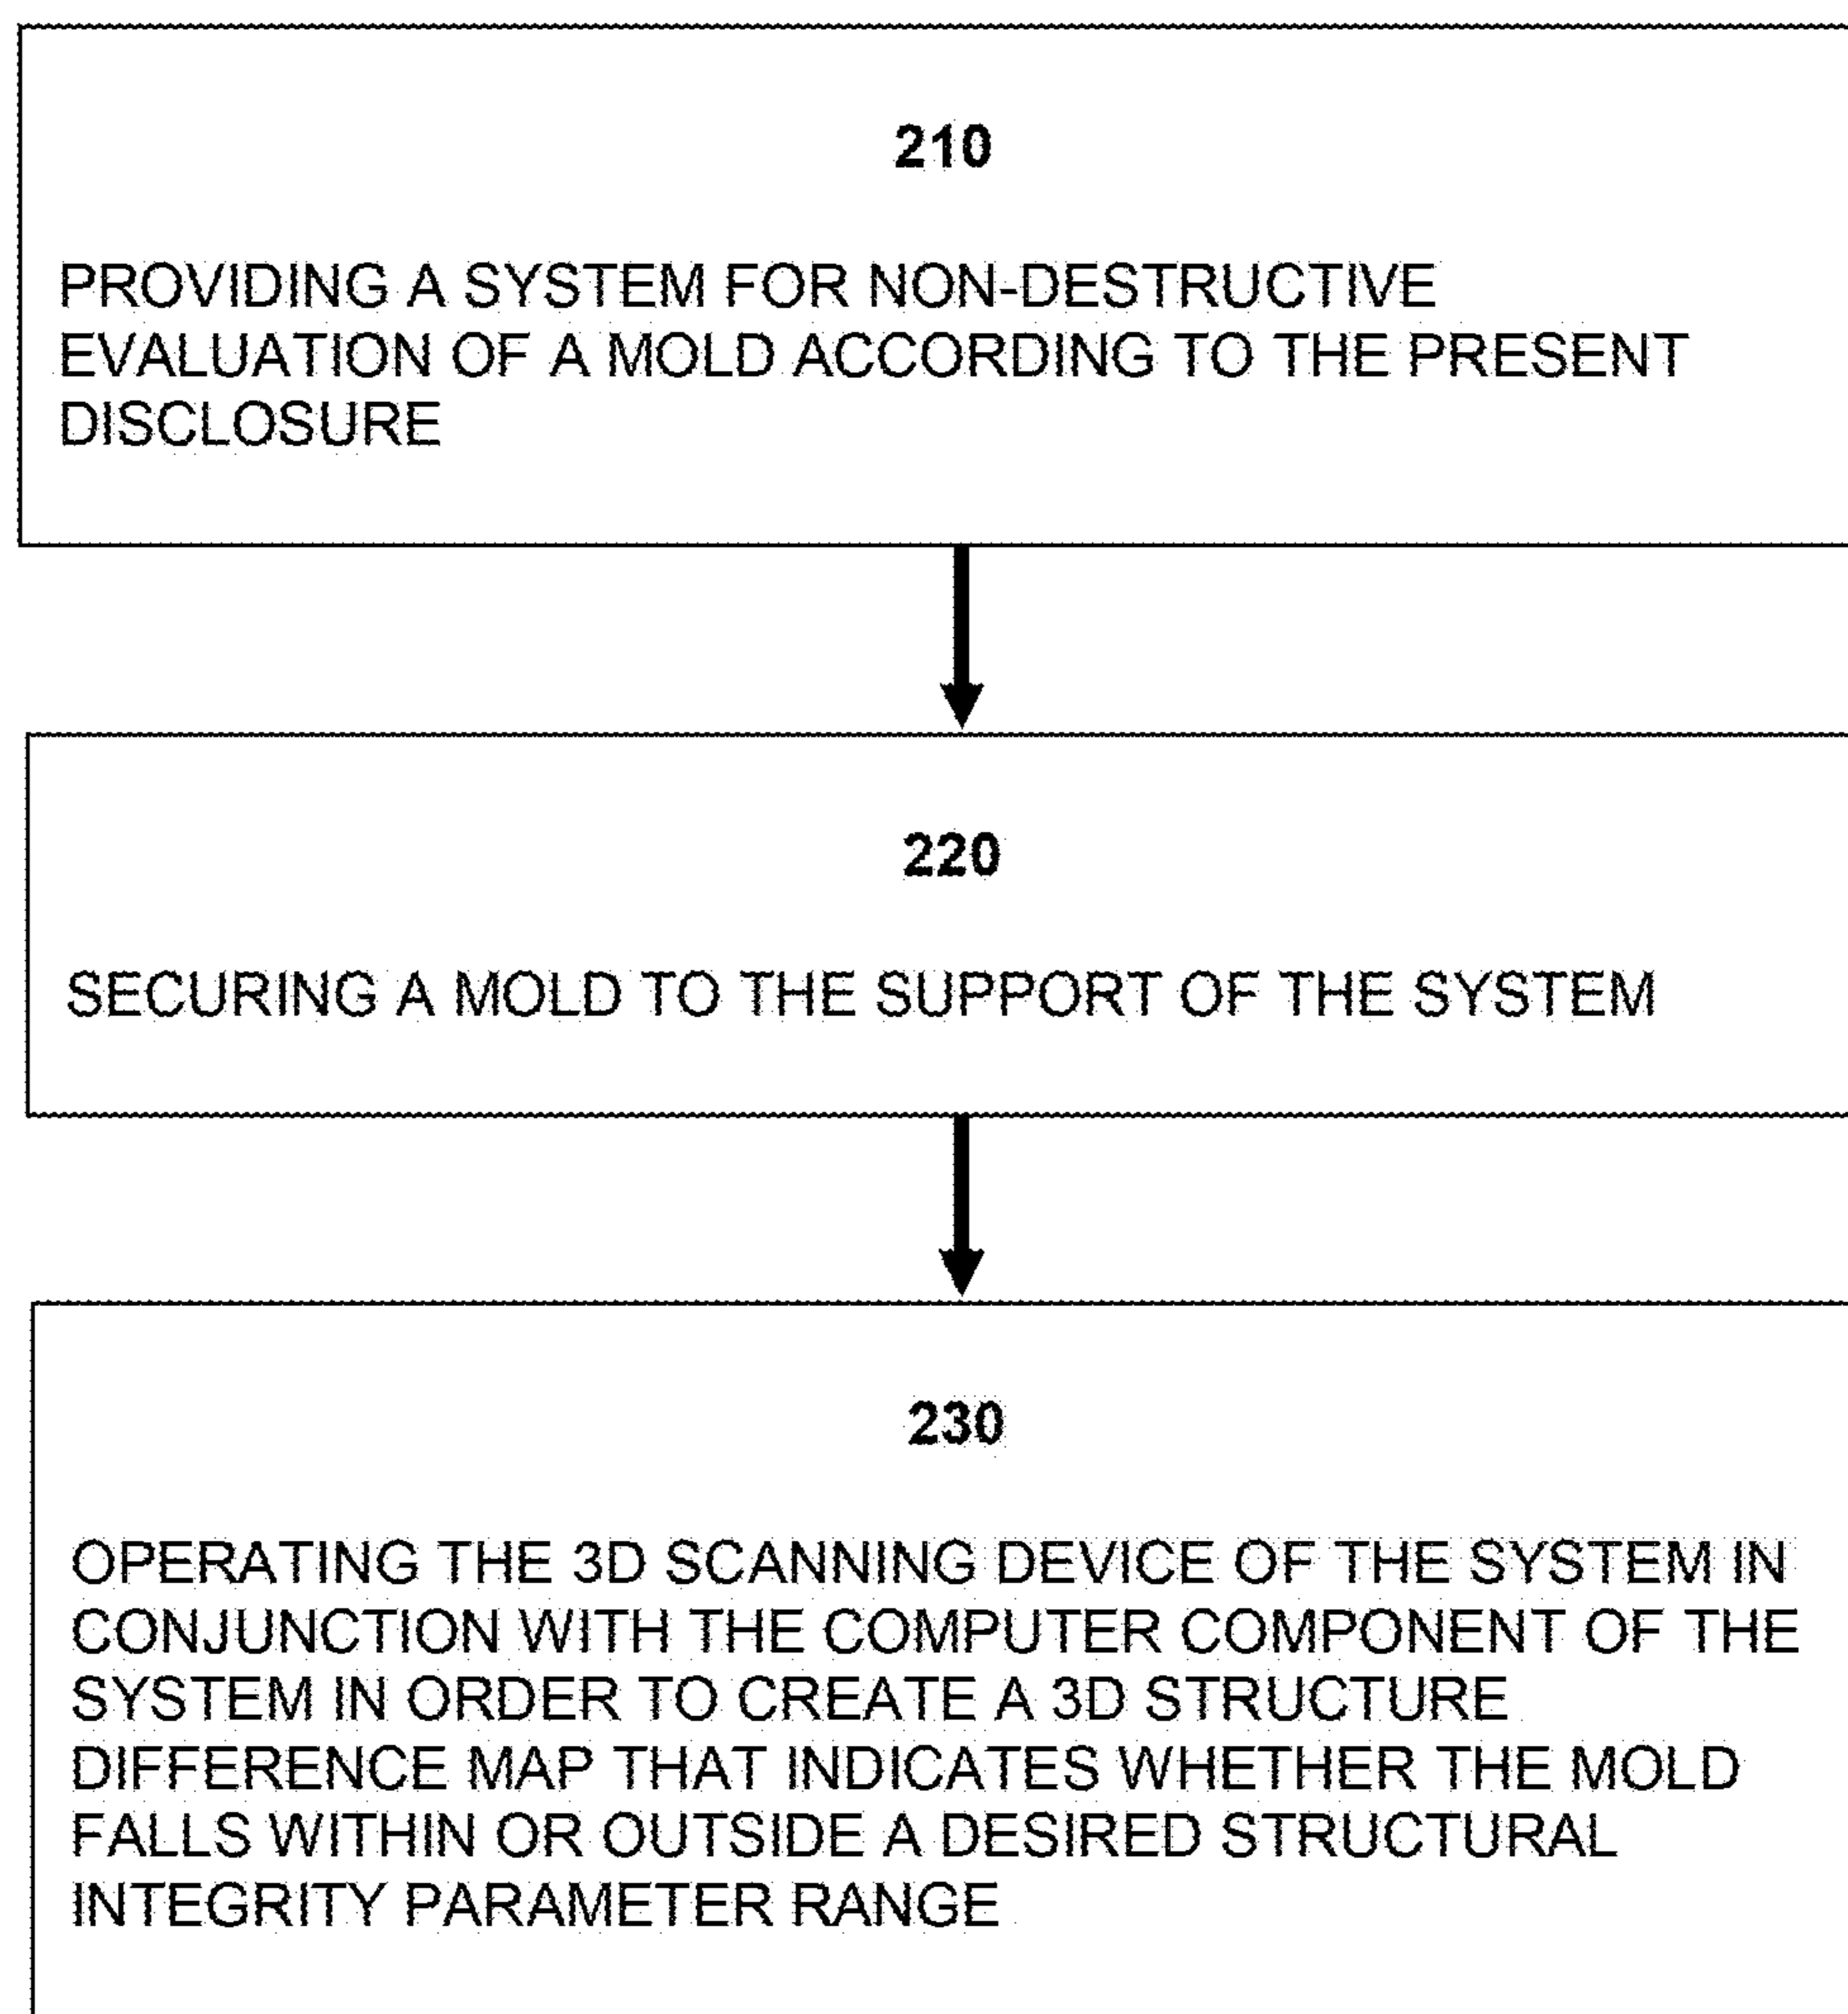 210
PROVIDING A SYSTEM FOR NON-DESTRUCTIVE
EVALUATION OF A MOLD ACCORDING TO THE PRESENT
DISCLOSURE
220
SECURING A MOLD TO THE SUPPORT OF THE SYSTEM
230
OPERATING THE 3D SCANNING DEVICE OF THE SYSTEM IN
CONJUNCTION WITH THE COMPUTER COMPONENT OF THE
SYSTEM IN ORDER TO CREATE A 3D STRUCTURE
DIFFERENCE MAP THAT INDICATES WHETHER THE MOLD
FALLS WITHIN OR OUTSIDE A DESIRED STRUCTURAL
INTEGRITY PARAMETER RANGE